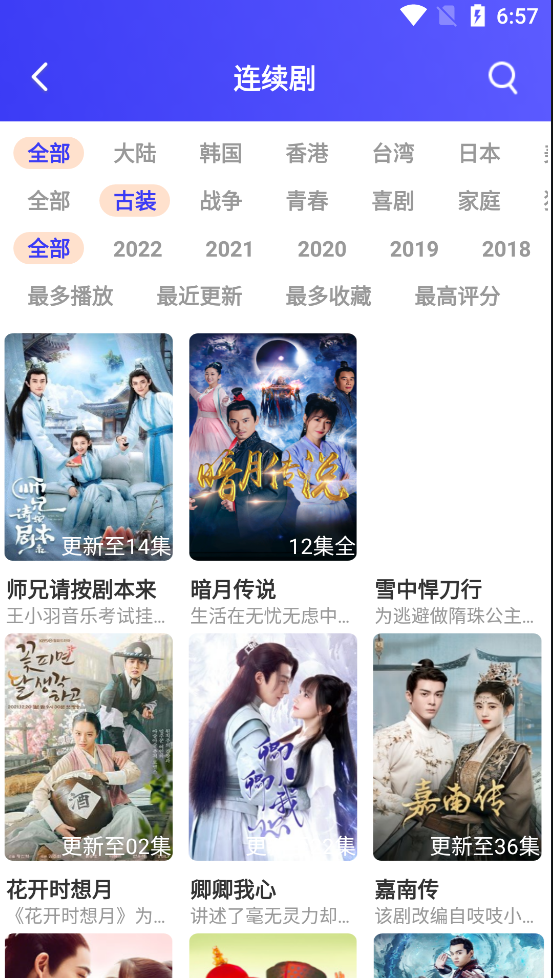 6:57
连续剧
全部 大陆 韩国 香港 台湾 日本
全部 古装 战争 青春 喜剧 家庭
全部 2022 2021 2020 2019 2018
最多播放 最近更新 最多收藏 最高评分
师兄
请按
剧本来
更新至14集
暗月传说
12集全
师兄请按剧本来 暗月传说 雪中悍刀行
王小羽音乐考试挂... 生活在无忧无虑中... 为逃避做隋珠公主...
꽃피면
달생각
하고
酒
更新至02集
卿卿我心
嘉南传
更新至36集
花开时想月 卿卿我心 嘉南传
《花开时想月》为... 讲述了毫无灵力却... 该剧改编自吱吱小...